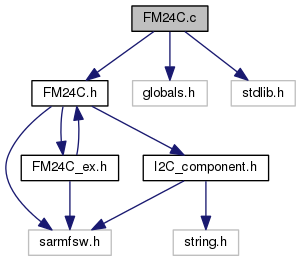 FM24C.c
FM24C.h
globals.h
stdlib.h
FM24C_ex.h
I2C_component.h
sarmfsw.h
string.h